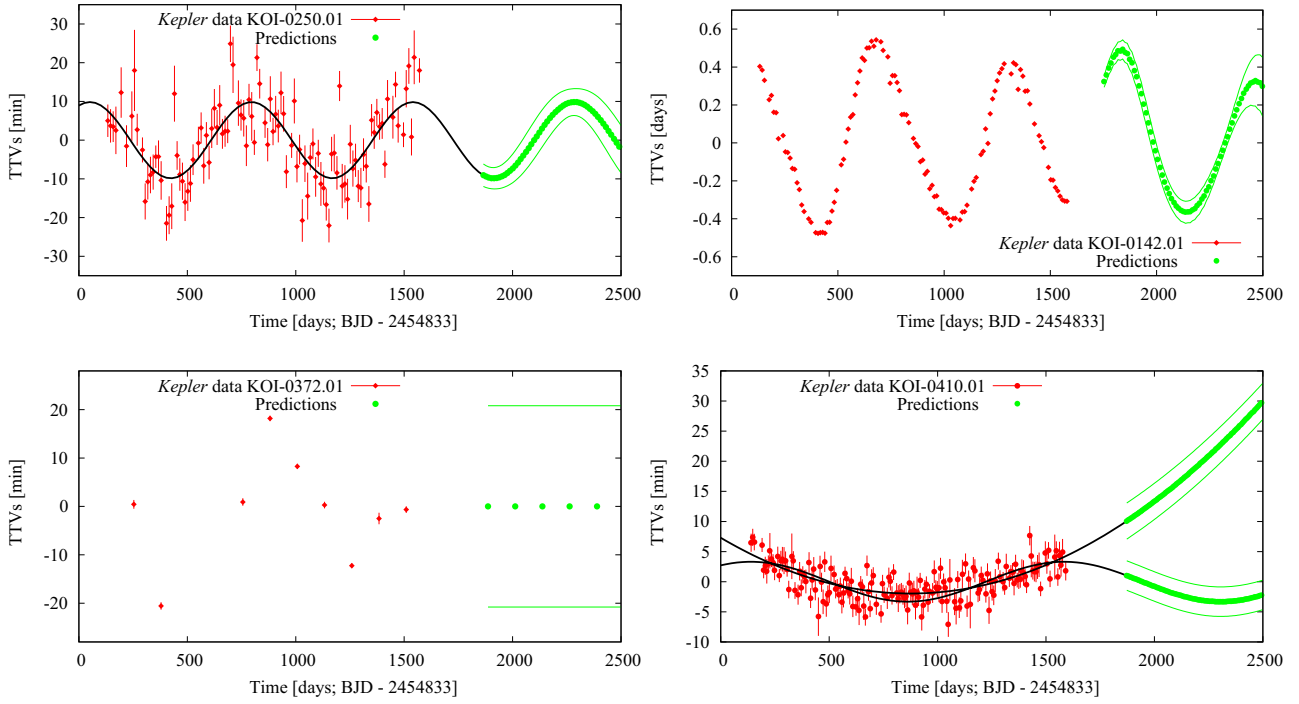 TTVs [min]
30
20
10
0
-10
-20
-30
Kepler data KOI-0250.01
Predictions
0 500 1000 1500 2000 2500
Time [days; BJD - 2454833]
TTVs [days]
0.6
0.4
0.2
0
-0.2
-0.4
-0.6
Kepler data KOI-0142.01
Predictions
0 500 1000 1500 2000 2500
Time [days; BJD - 2454833]
TTVs [min]
20
10
0
-10
-20
Kepler data KOI-0372.01
Predictions
0 500 1000 1500 2000 2500
Time [days; BJD - 2454833]
TTVs [min]
35
30
25
20
15
10
5
0
-5
-10
Kepler data KOI-0410.01
Predictions
0 500 1000 1500 2000 2500
Time [days; BJD - 2454833]